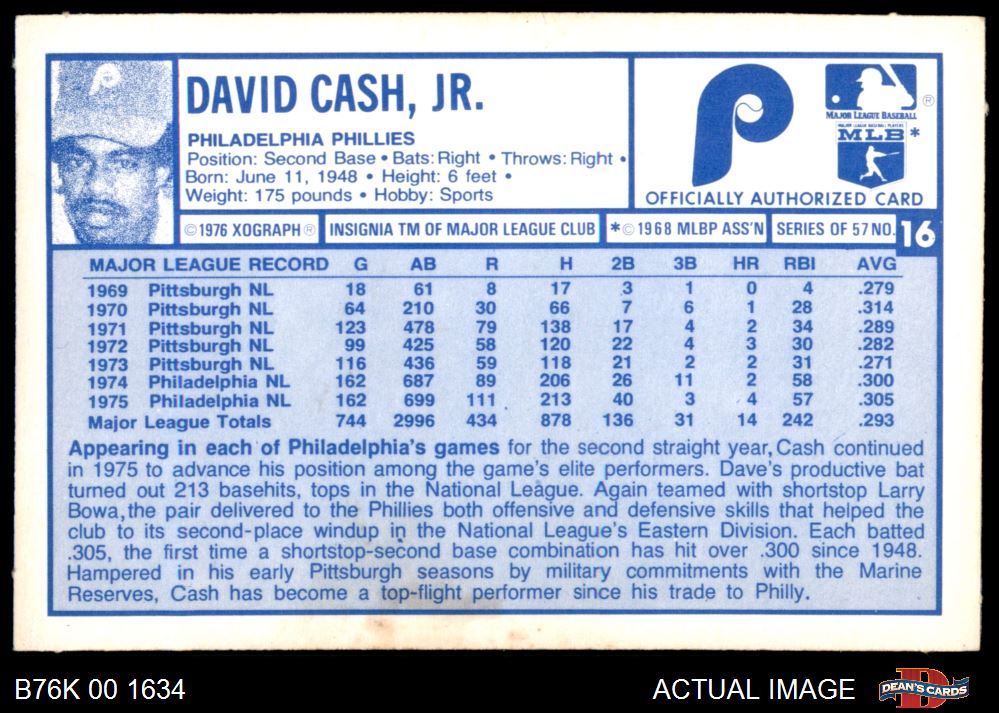 DAVID CASH, JR.
PHILADELPHIA PHILLIES
Position: Second Base • Bats: Right • Throws: Right •
Born: June 11, 1948 • Height: 6 feet •
Weight: 175 pounds • Hobby: Sports
P
P
®
MAJOR LEAGUE BASEBALL
MAJOR LEAGUE BASEBALL PLAYERS
MLB *
OFFICIALLY AUTHORIZED CARD
© 1976 XOGRAPH ® INSIGNIA TM OF MAJOR LEAGUE CLUB * © 1968 MLBP ASS'N SERIES OF 57 NO. 16
MAJOR LEAGUE RECORD G AB R H 2B 3B HR RBI AVG
1969 Pittsburgh NL 18 61 8 17 3 1 0 4 .279
1970 Pittsburgh NL 64 210 30 66 7 6 1 28 .314
1971 Pittsburgh NL 123 478 79 138 17 4 2 34 .289
1972 Pittsburgh NL 99 425 58 120 22 4 3 30 .282
1973 Pittsburgh NL 116 436 59 118 21 2 2 31 .271
1974 Philadelphia NL 162 687 89 206 26 11 2 58 .300
1975 Philadelphia NL 162 699 111 213 40 3 4 57 .305
Major League Totals 744 2996 434 878 136 31 14 242 .293
Appearing in each of Philadelphia's games for the second straight year, Cash continued
in 1975 to advance his position among the game's elite performers. Dave's productive bat
turned out 213 basehits, tops in the National League. Again teamed with shortstop Larry
Bowa, the pair delivered to the Phillies both offensive and defensive skills that helped the
club to its second-place windup in the National League's Eastern Division. Each batted
.305, the first time a shortstop-second base combination has hit over .300 since 1948.
Hampered in his early Pittsburgh seasons by military commitments with the Marine
Reserves, Cash has become a top-flight performer since his trade to Philly.
B76K 00 1634
ACTUAL IMAGE
D
DEAN'S CARDS